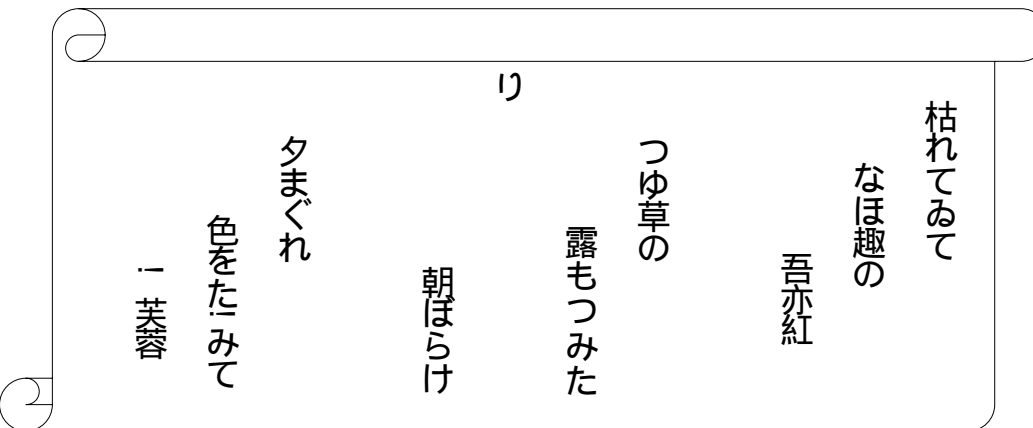 枯れてゐて
なほ趣の
吾亦紅
つゆ草の
露もつみた
り
朝ぼらけ
夕まぐれ
色をた!みて
! 芙蓉